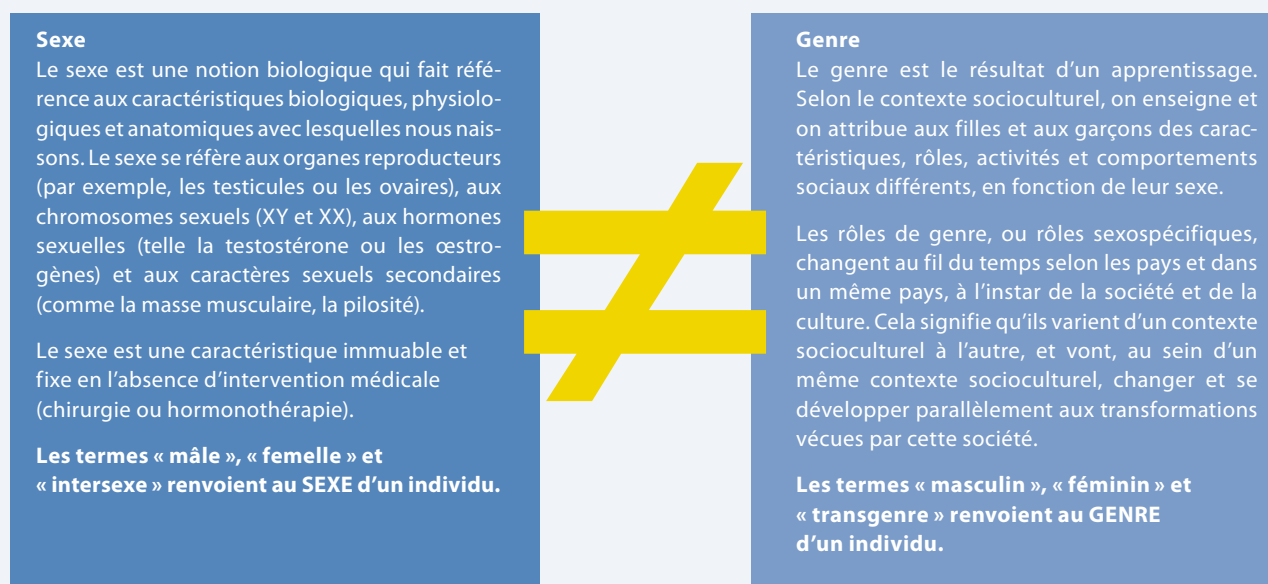 Sexe
Le sexe est une notion biologique qui fait réfé-
rence aux caractéristiques biologiques, physiolo-
giques et anatomiques avec lesquelles nous nais-
sons. Le sexe se réfère aux organes reproducteurs
(par exemple, les testicules ou les ovaires), aux
chromosomes sexuels (XY et XX), aux hormones
sexuelles (telle la testostérone ou les œstro-
gènes) et aux caractères sexuels secondaires
(comme la masse musculaire, la pilosité).
Le sexe est une caractéristique immuable et
fixe en l’absence d’intervention médicale
(chirurgie ou hormonothérapie).
Les termes « mâle », « femelle » et
« intersexe » renvoient au SEXE d’un individu.
≠
Genre
Le genre est le résultat d’un apprentissage.
Selon le contexte socioculturel, on enseigne et
on attribue aux filles et aux garçons des carac-
téristiques, rôles, activités et comportements
sociaux différents, en fonction de leur sexe.
Les rôles de genre, ou rôles sexospécifiques,
changent au fil du temps selon les pays et dans
un même pays, à l’instar de la société et de la
culture. Cela signifie qu’ils varient d’un contexte
socioculturel à l’autre, et vont, au sein d’un
même contexte socioculturel, changer et se
développer parallèlement aux transformations
vécues par cette société.
Les termes « masculin », « féminin » et
« transgenre » renvoient au GENRE
d’un individu.